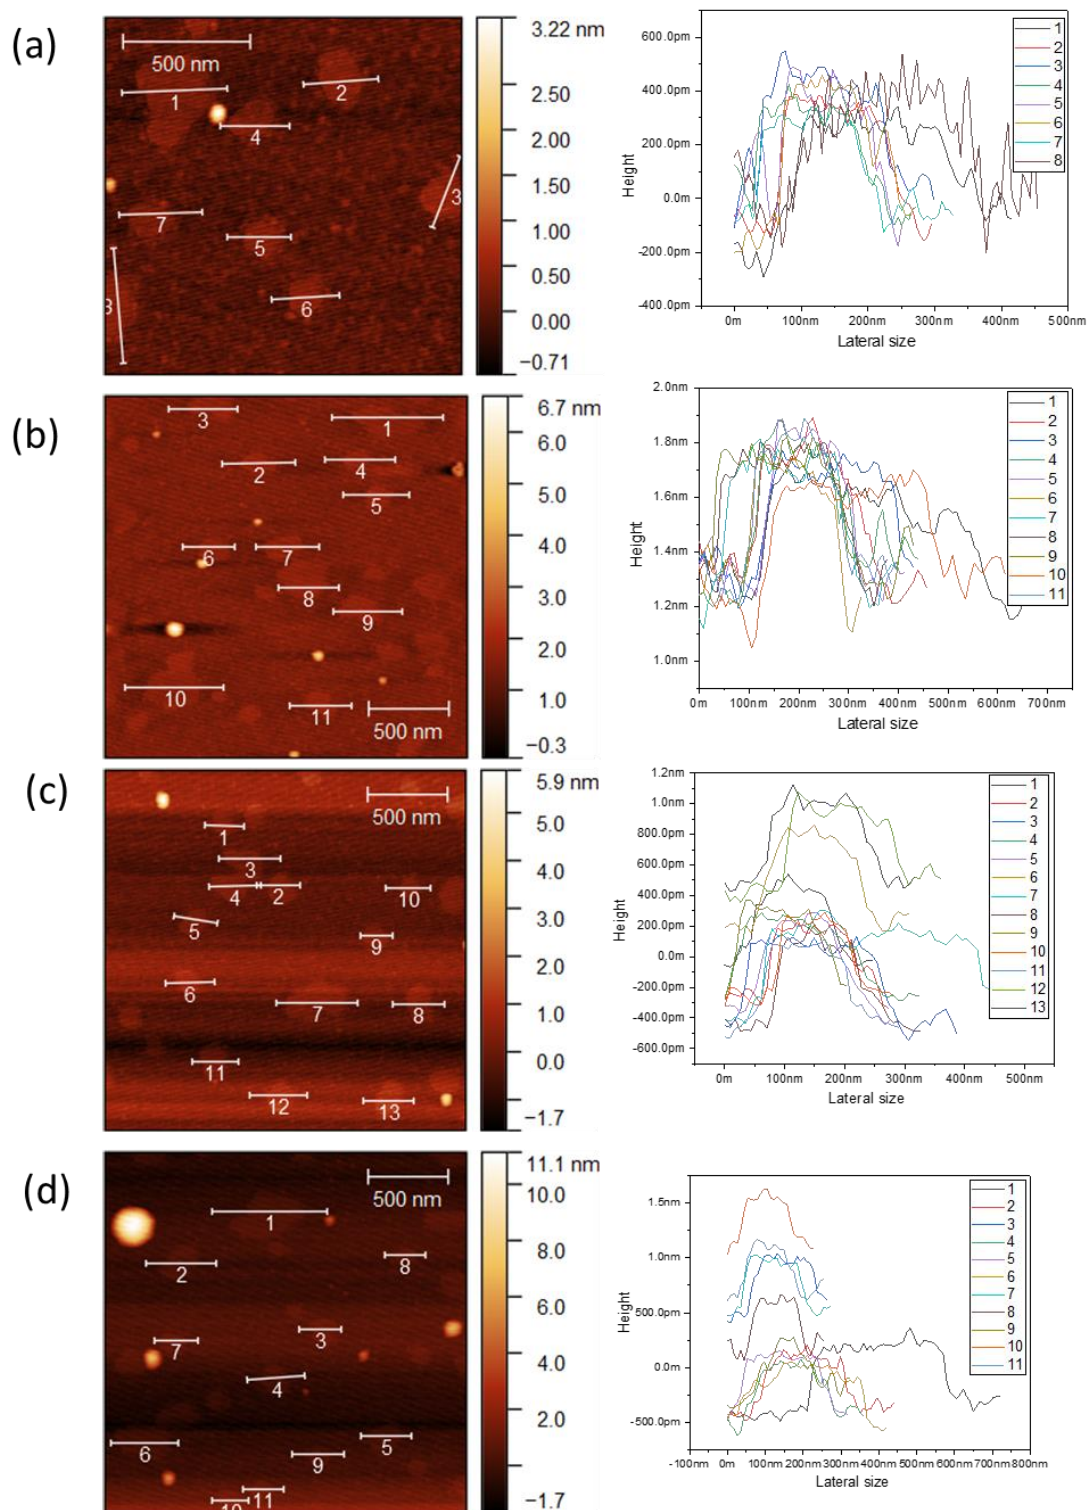 (a)
500 nm
1
2
4
3
7
5
6
3.22 nm
2.50
2.00
1.50
1.00
0.50
0.00
−0.71
600.0pm
400.0pm
200.0pm
0.0m
-200.0pm
-400.0pm
Height
0m
100nm
200nm
300nm
400nm
500nm
Lateral size
1
2
3
4
5
6
7
8
(b)
3
1
2
4
5
6
7
8
9
10
11
500 nm
6.7 nm
6.0
5.0
4.0
3.0
2.0
1.0
−0.3
2.0nm
1.8nm
1.6nm
1.4nm
1.2nm
1.0nm
Height
0m
100nm
200nm
300nm
400nm
500nm
600nm
700nm
Lateral size
1
2
3
4
5
6
7
8
9
10
11
(c)
500 nm
1
3
4
2
10
5
9
6
7
8
11
12
13
5.9 nm
5.0
4.0
3.0
2.0
1.0
0.0
−1.7
1.2nm
1.0nm
800.0pm
600.0pm
400.0pm
200.0pm
0.0m
-200.0pm
-400.0pm
-600.0pm
Height
0m
100nm
200nm
300nm
400nm
500nm
Lateral size
1
2
3
4
5
6
7
8
9
10
11
12
13
(d)
500 nm
1
2
8
3
7
4
5
6
9
11
10
11.1 nm
10.0
8.0
6.0
4.0
2.0
−1.7
1.5nm
1.0nm
500.0pm
0.0m
-500.0pm
Height
-100nm
0m
100nm
200nm
300nm
400nm
500nm
600nm
700nm
800nm
Lateral size
1
2
3
4
5
6
7
8
9
10
11